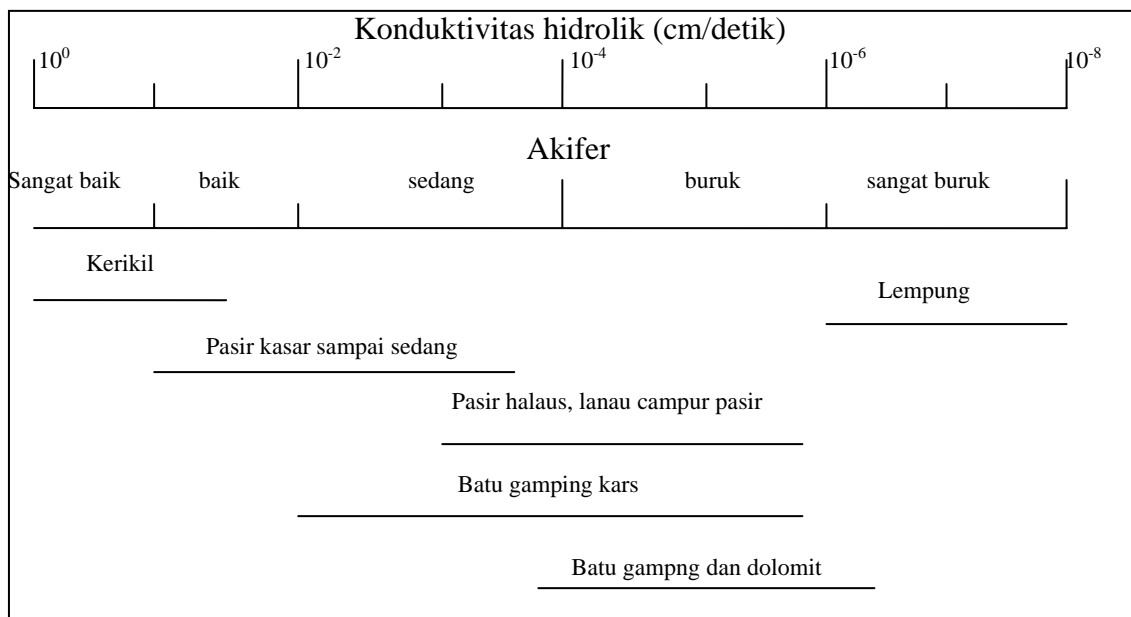 Konduktivitas hidrolik (cm/detik)
10⁰ 10⁻² 10⁻⁴ 10⁻⁶ 10⁻⁸
Akifer
Sangat baik baik sedang buruk sangat buruk
Kerikil
Lempung
Pasir kasar sampai sedang
Pasir halaus, lanau campur pasir
Batu gamping kars
Batu gampng dan dolomit